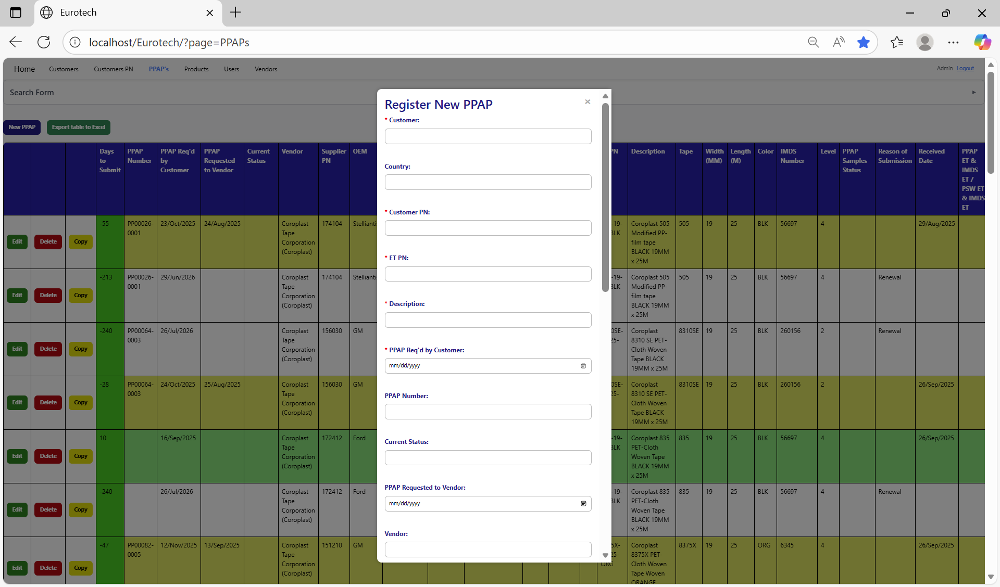 Eurotech
localhost/Eurotech/?page=PPAPs
Home Customers Customers PN PPAP's Products Users Vendors Admin Logout
Search Form
New PPAP Export table to Excel
Days to Submit
PPAP Number
PPAP Req'd by Customer
PPAP Requested to Vendor
Current Status
Vendor
Supplier PN
OEM
PN
Description
Tape
Width (MM)
Length (M)
Color
IMDS Number
Level
PPAP Samples Status
Reason of Submission
Received Date
PPAP ET & IMDS ET / PSW ET & IMDS ET
Edit Delete Copy -55 PP00026-0001 23/Oct/2025 24/Aug/2025 Coroplast Tape Corporation (Coroplast) 174104 Stellanti -19- BLK Coroplast 505 Modified PP-film tape BLACK 19MM x 25M 505 19 25 BLK 56697 4 29/Aug/2025
Edit Delete Copy -213 PP00026-0001 29/Jun/2026 Coroplast Tape Corporation (Coroplast) 174104 Stellanti -19- BLK Coroplast 505 Modified PP-film tape BLACK 19MM x 25M 505 19 25 BLK 56697 4 Renewal
Edit Delete Copy -240 PP00064-0003 26/Jul/2026 Coroplast Tape Corporation (Coroplast) 156030 GM 0SE- 25- Coroplast 8310 SE PET-Cloth Woven Tape BLACK 19MM x 25M 8310SE 19 25 BLK 260156 2 Renewal
Edit Delete Copy -28 PP00064-0003 24/Oct/2025 25/Aug/2025 Coroplast Tape Corporation (Coroplast) 156030 GM 0SE- 25- Coroplast 8310 SE PET-Cloth Woven Tape BLACK 19MM x 25M 8310SE 19 25 BLK 260156 2 26/Sep/2025
Edit Delete Copy 10 16/Sep/2025 Coroplast Tape Corporation (Coroplast) 172412 Ford -19- BLK Coroplast 835 PET-Cloth Woven Tape BLACK 19MM x 25M 835 19 25 BLK 56697 4 26/Sep/2025
Edit Delete Copy -240 26/Jul/2026 Coroplast Tape Corporation (Coroplast) 172412 Ford -19- BLK Coroplast 835 PET-Cloth Woven Tape BLACK 19MM x 25M 835 19 25 BLK 56697 4 Renewal
Edit Delete Copy -47 PP00082-0005 12/Nov/2025 13/Sep/2025 Coroplast Tape Corporation (Coroplast) 151210 GM 5X- 25- ORG Coroplast 8375X PET-Cloth Woven Tape Woven ORANGE 8375X 19 25 ORG 6345 4 26/Sep/2025
Register New PPAP ×
* Customer:
Country:
* Customer PN:
* ET PN:
* Description:
* PPAP Req'd by Customer:
mm/dd/yyyy
PPAP Number:
Current Status:
PPAP Requested to Vendor:
mm/dd/yyyy
Vendor: